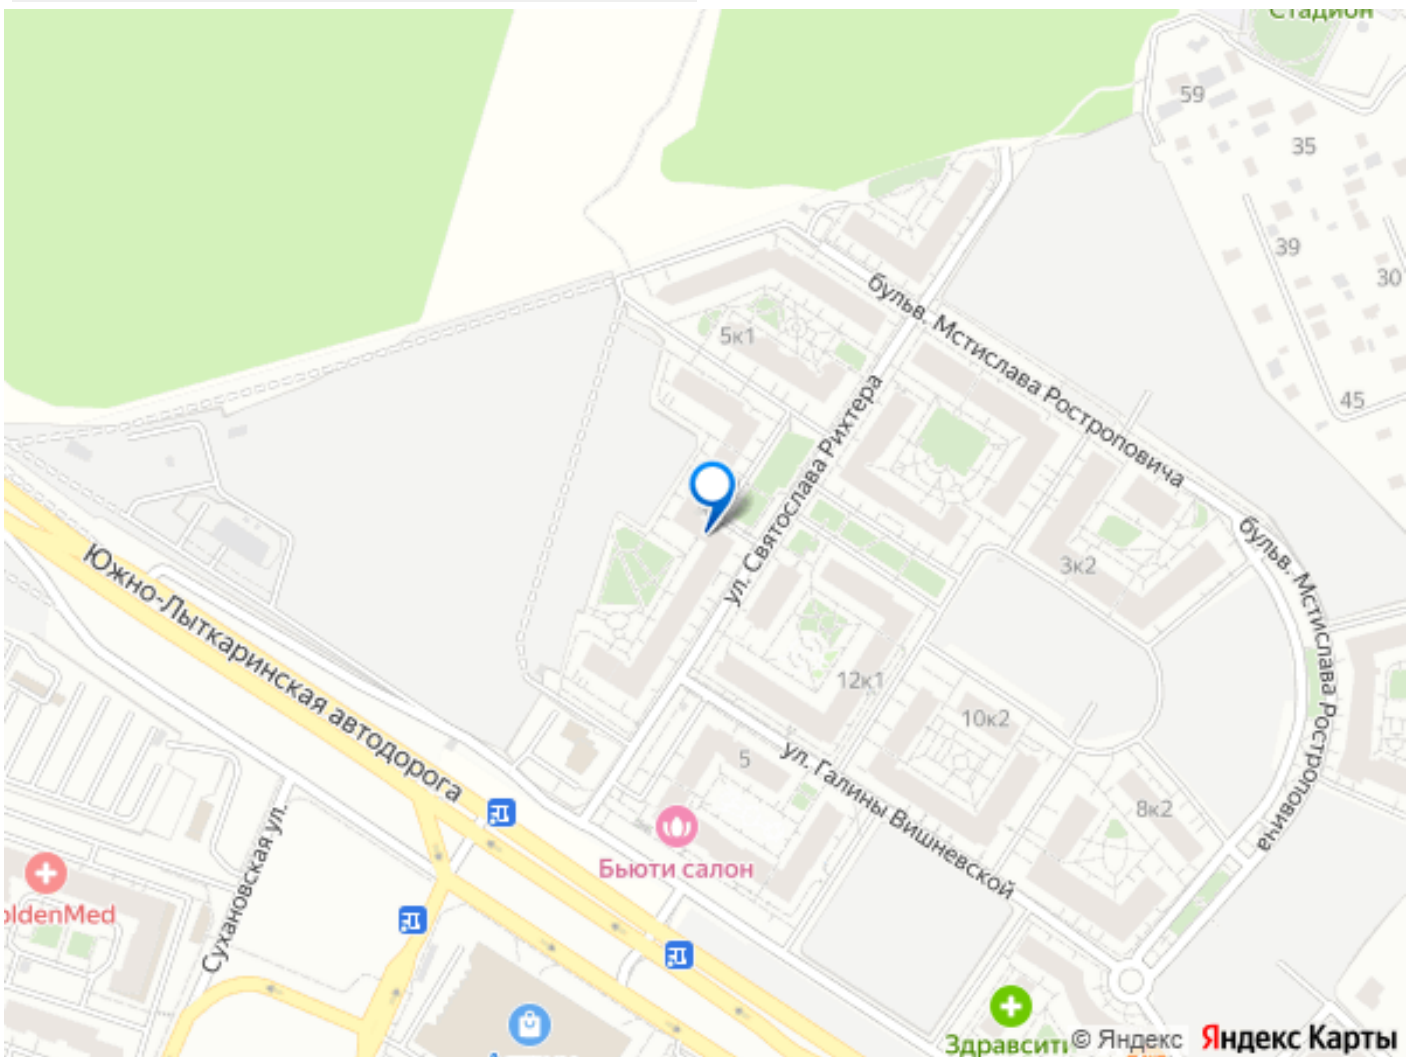 Стадион
59
35
39
30
45
бульв. Мстислава Ростроповича
5к1
ул. Святослава Рихтера
бульв. Мстислава Ростроповича
3к2
Южно-Лыткаринская автодорога
12к1
10к2
5
ул. Галины Вишневской
8к2
Бьюти салон
Сухановская ул.
oldenMed
Здравсити
© Яндекс
Яндекс Карты